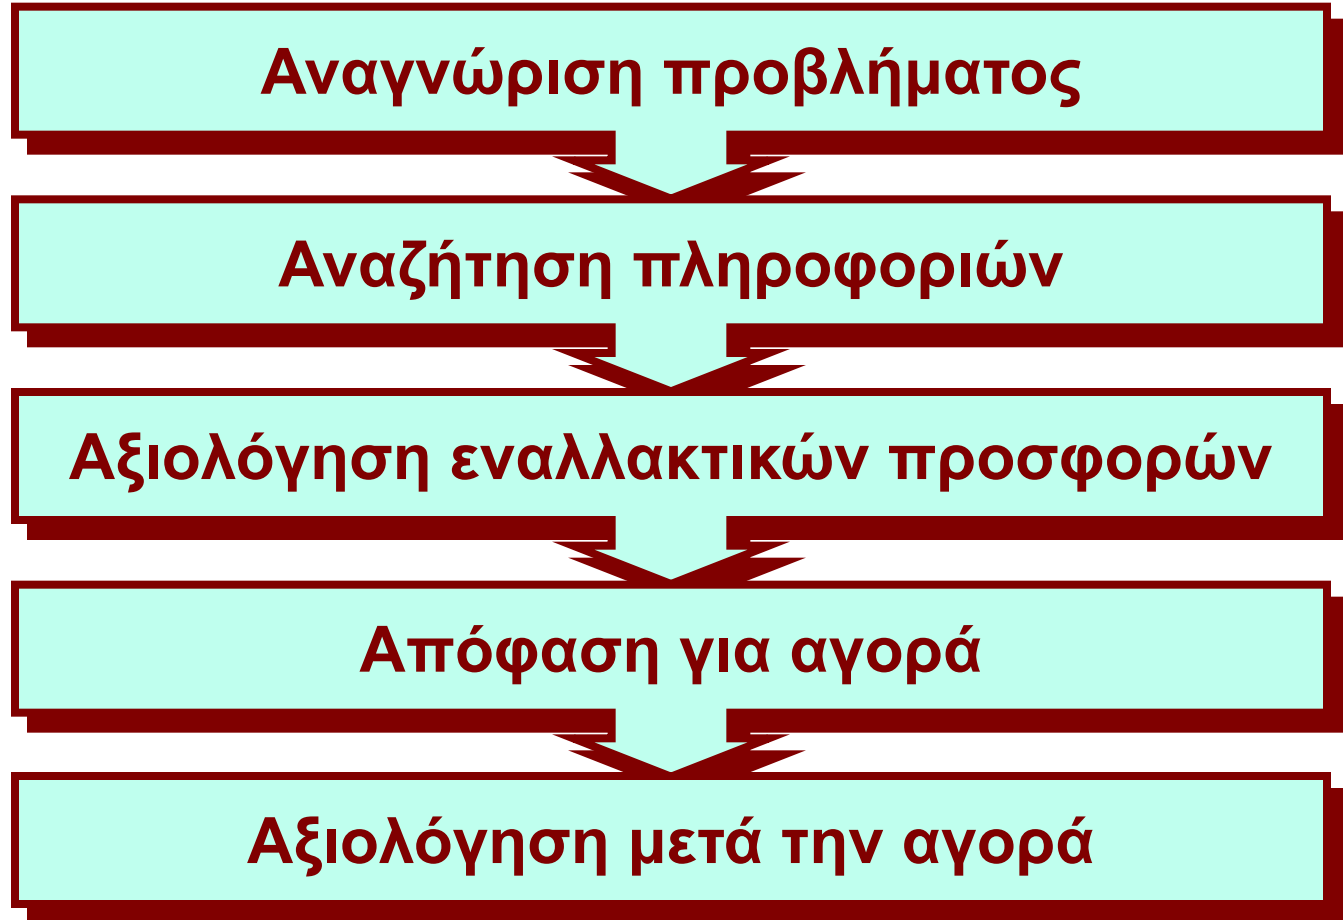 Αναγνώριση προβλήματος
Αναζήτηση πληροφοριών
Αξιολόγηση εναλλακτικών προσφορών
Απόφαση για αγορά
Αξιολόγηση μετά την αγορά